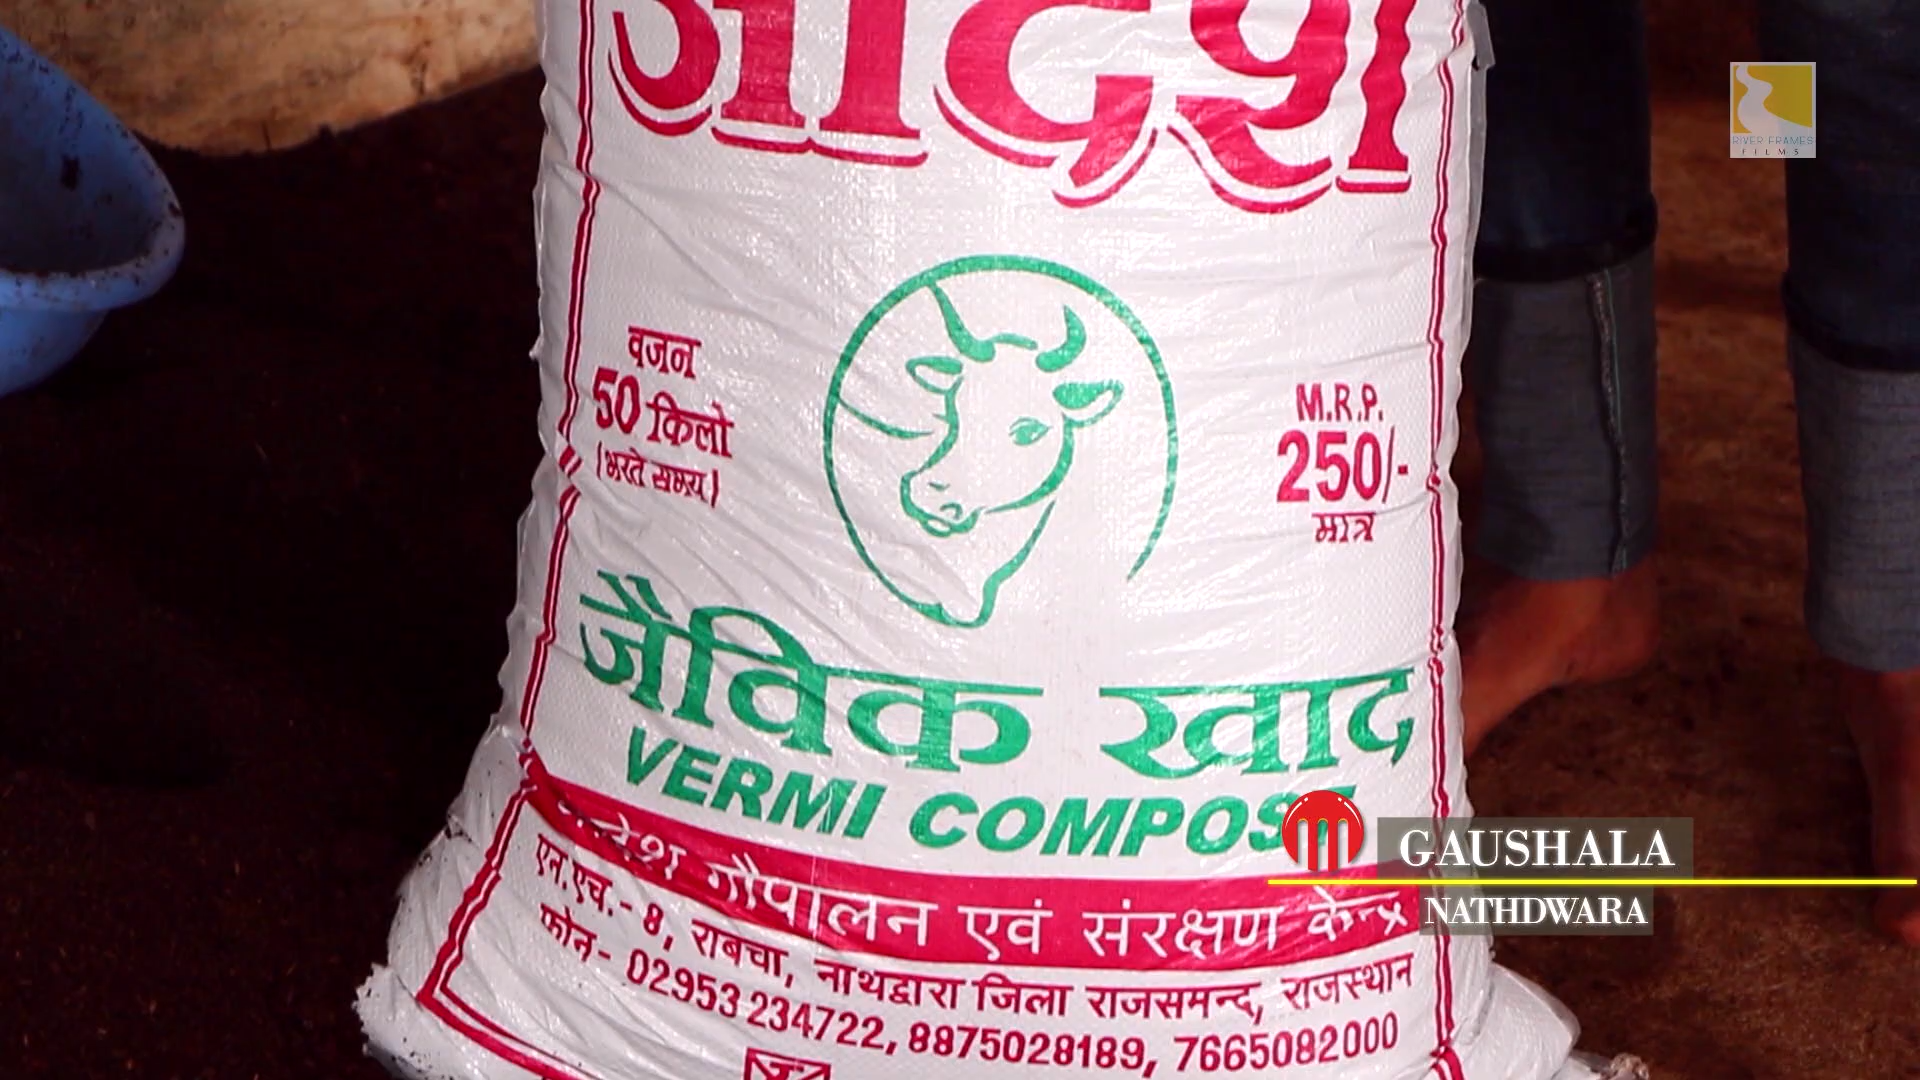 आदर्श
RIVER FRAMES
FILMS
वजन
50 किलो
(भरते समय)
M.R.P.
250/-
मात्र
जैविक खाद
VERMI COMPOST
गौपालन एवं संरक्षण केन्द्र
एन.एच.- 8, राबचा, नाथद्वारा जिला राजसमन्द, राजस्थान
फोन- 02953 234722, 8875028189, 7665082000
GAUSHALA
NATHDWARA